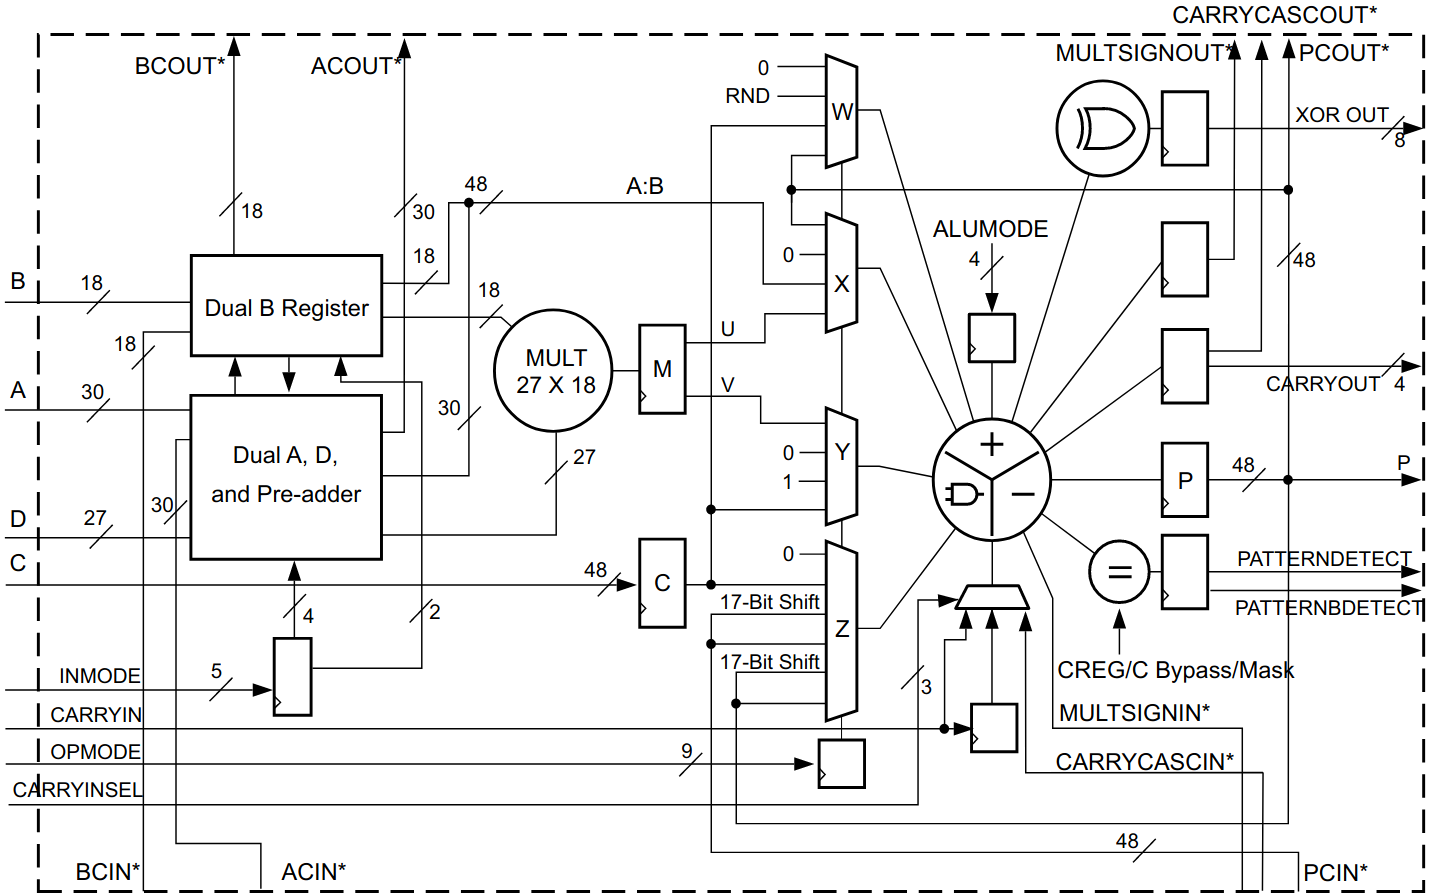 CARRYCASCOUT*
BCOUT*
ACOUT*
MULTSIGNOUT*
PCOUT*
0
RND
W
XOR OUT
8
A:B
48
18
30
ALUMODE
4
48
18
B
18
Dual B Register
18
0
X
18
MULT
27 X 18
M
U
V
A
30
CARRYOUT
4
30
Dual A, D,
and Pre-adder
27
0
Y
1
+
−
P
48
P
30
D
27
C
48
C
0
17-Bit Shift
Z
17-Bit Shift
=
PATTERNDETECT
PATTERNBDETECT
4
2
CREG/C Bypass/Mask
INMODE
5
3
CARRYIN
MULTSIGNIN*
OPMODE
9
CARRYCASCIN*
CARRYINSEL
48
BCIN*
ACIN*
PCIN*